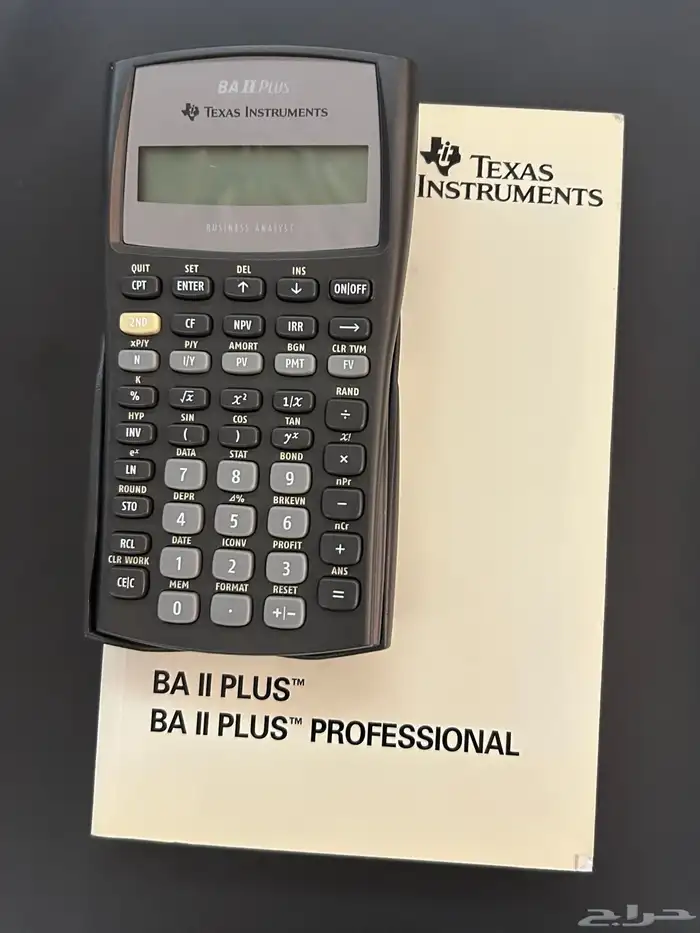 BA II PLUS
TEXAS INSTRUMENTS
BUSINESS ANALYST
QUIT SET DEL INS
CPT ENTER ↑ ↓ ON|OFF
2ND CF NPV IRR →
xP/Y P/Y AMORT BGN CLR TVM
N I/Y PV PMT FV
K RAND
% √x x² 1/x ÷
HYP SIN COS TAN x!
INV ( ) yˣ ×
eˣ DATA STAT BOND nPr
LN 7 8 9 −
ROUND DEPR Δ% BRKEVN nCr
STO 4 5 6 +
DATE ICONV PROFIT ANS
RCL 1 2 3 =
CLR WORK MEM FORMAT RESET
CE|C 0 . +|−
TEXAS
INSTRUMENTS
BA II PLUS™
BA II PLUS™ PROFESSIONAL
حراج